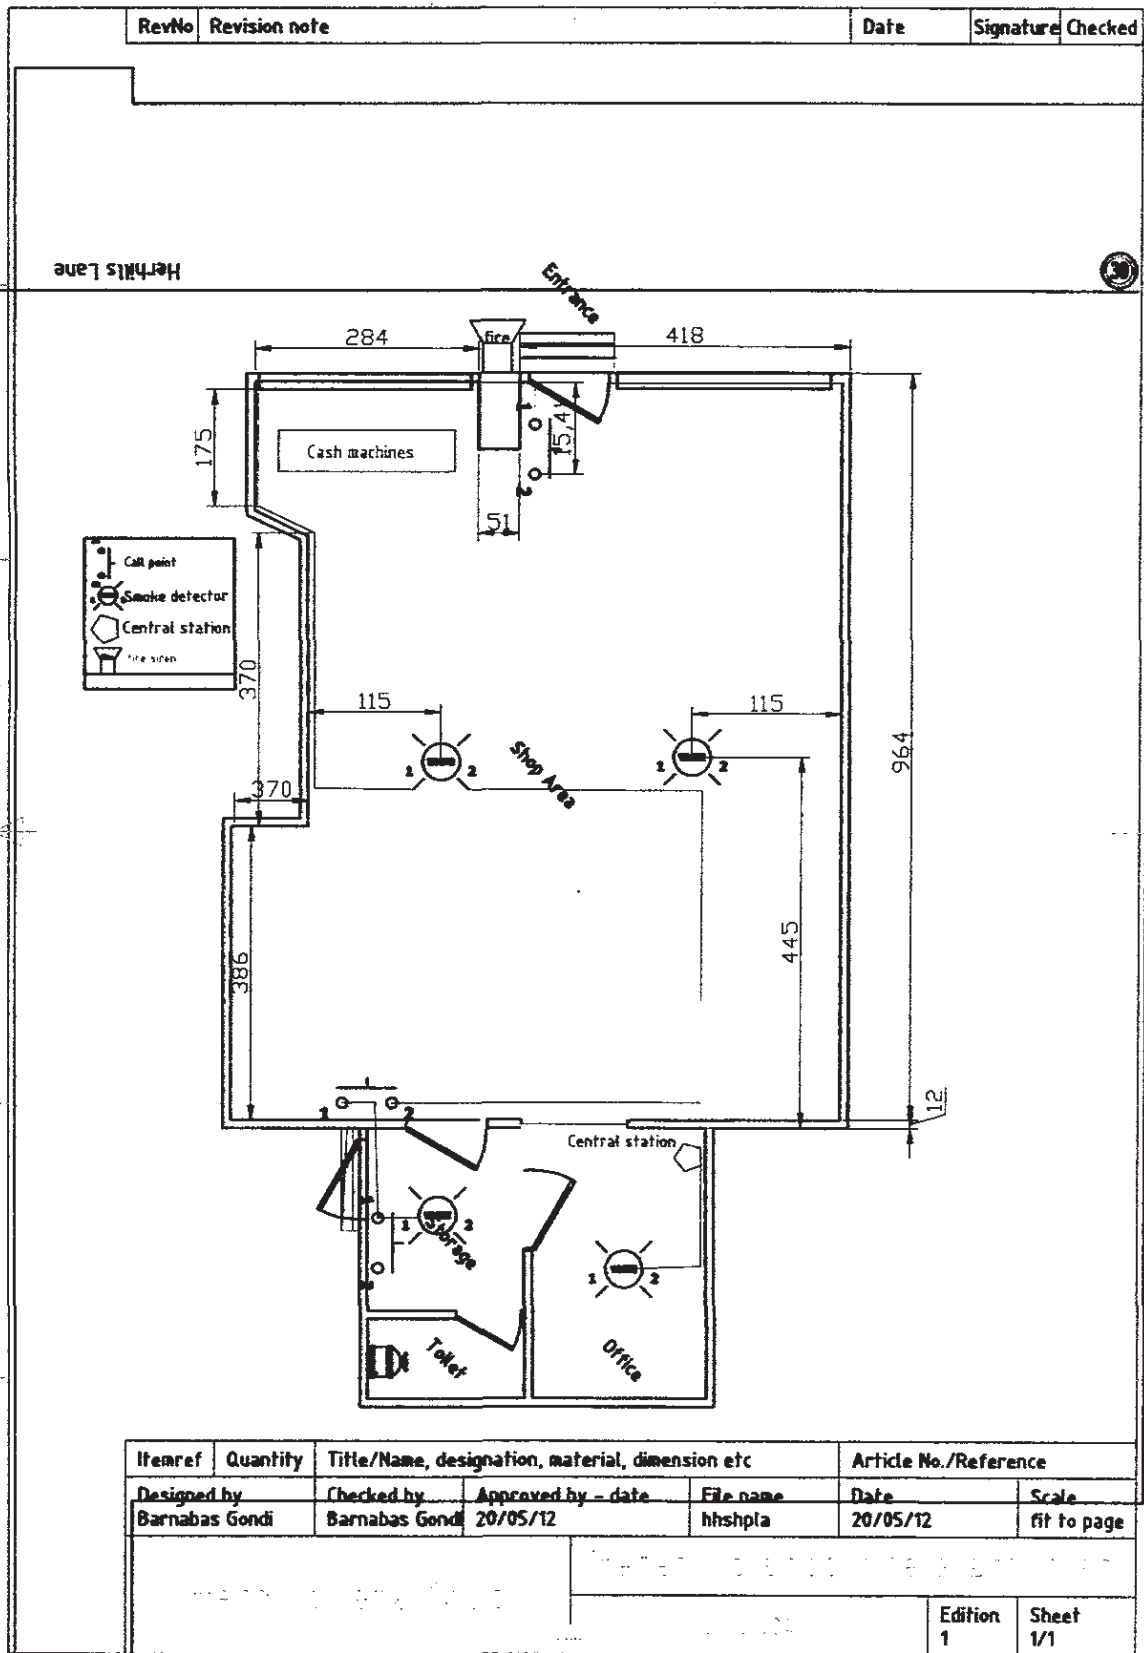 RevNo Revision note Date Signature Checked
Herhills Lane
30
Entrance
284
fire
418
175
Cash machines
1
15,4
2
51
Call point
Smoke detector
Central station
fire siren
370
115
115
1 2
Shop Area
1 2
964
370
386
445
12
1 2
Central station
1 2
Storage
1 2
Toilet
Office
Itemref Quantity Title/Name, designation, material, dimension etc Article No./Reference
Designed by Checked by Approved by - date File name Date Scale
Barnabas Gondi Barnabas Gondi 20/05/12 hhshpla 20/05/12 fit to page
Edition Sheet
1 1/1